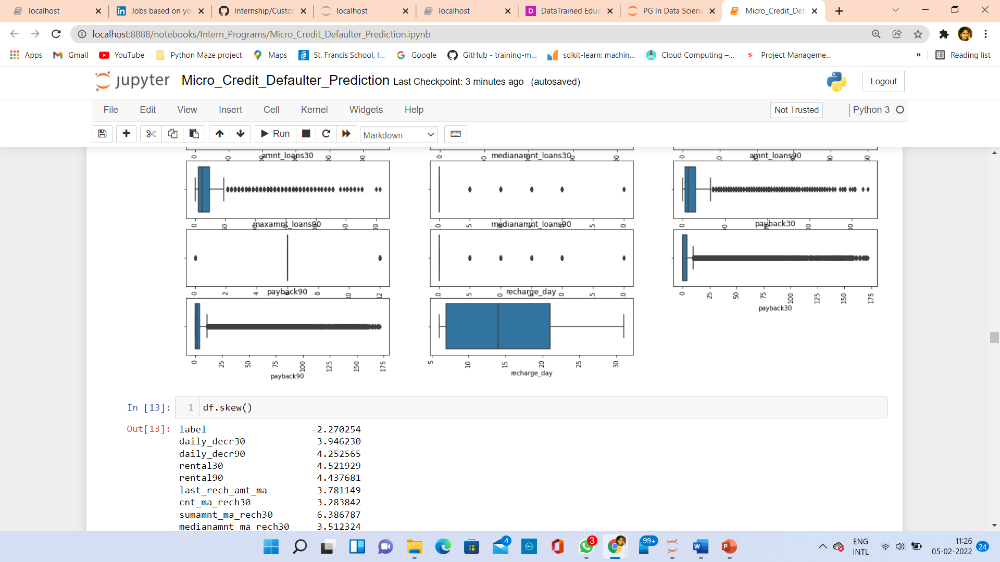 localhost
Jobs based on yo
Internship/Custon
localhost
localhost
DataTrained Educ
PG In Data Scienc
Micro_Credit_Def
localhost:8888/notebooks/Intern_Programs/Micro_Credit_Defaulter_Prediction.ipynb
Apps
Gmail
YouTube
Python Maze project
Maps
St. Francis School, I...
Google
GitHub - training-m...
scikit-learn: machin...
Cloud Computing –...
Project Manageme...
»
Reading list
jupyter Micro_Credit_Defaulter_Prediction Last Checkpoint: 3 minutes ago (autosaved)
Logout
File Edit View Insert Cell Kernel Widgets Help
Not Trusted
Python 3
Run
Markdown
amnt_loans30
medianamnt_loans30
amnt_loans90
maxamnt_loans90
medianamnt_loans90
payback30
0 2 4 8 10 12
payback90
recharge_day
0 25 50 75 100 125 150 175
payback30
0 25 50 75 100 125 150 175
payback90
5 10 15 20 25 30
recharge_day
In [13]: 1 df.skew()
Out[13]: label -2.270254
daily_decr30 3.946230
daily_decr90 4.252565
rental30 4.521929
rental90 4.437681
last_rech_amt_ma 3.781149
cnt_ma_rech30 3.283842
sumamnt_ma_rech30 6.386787
medianamnt_ma_rech30 3.512324
4
DELL
3
99+
ENG
INTL
11:26
05-02-2022
24